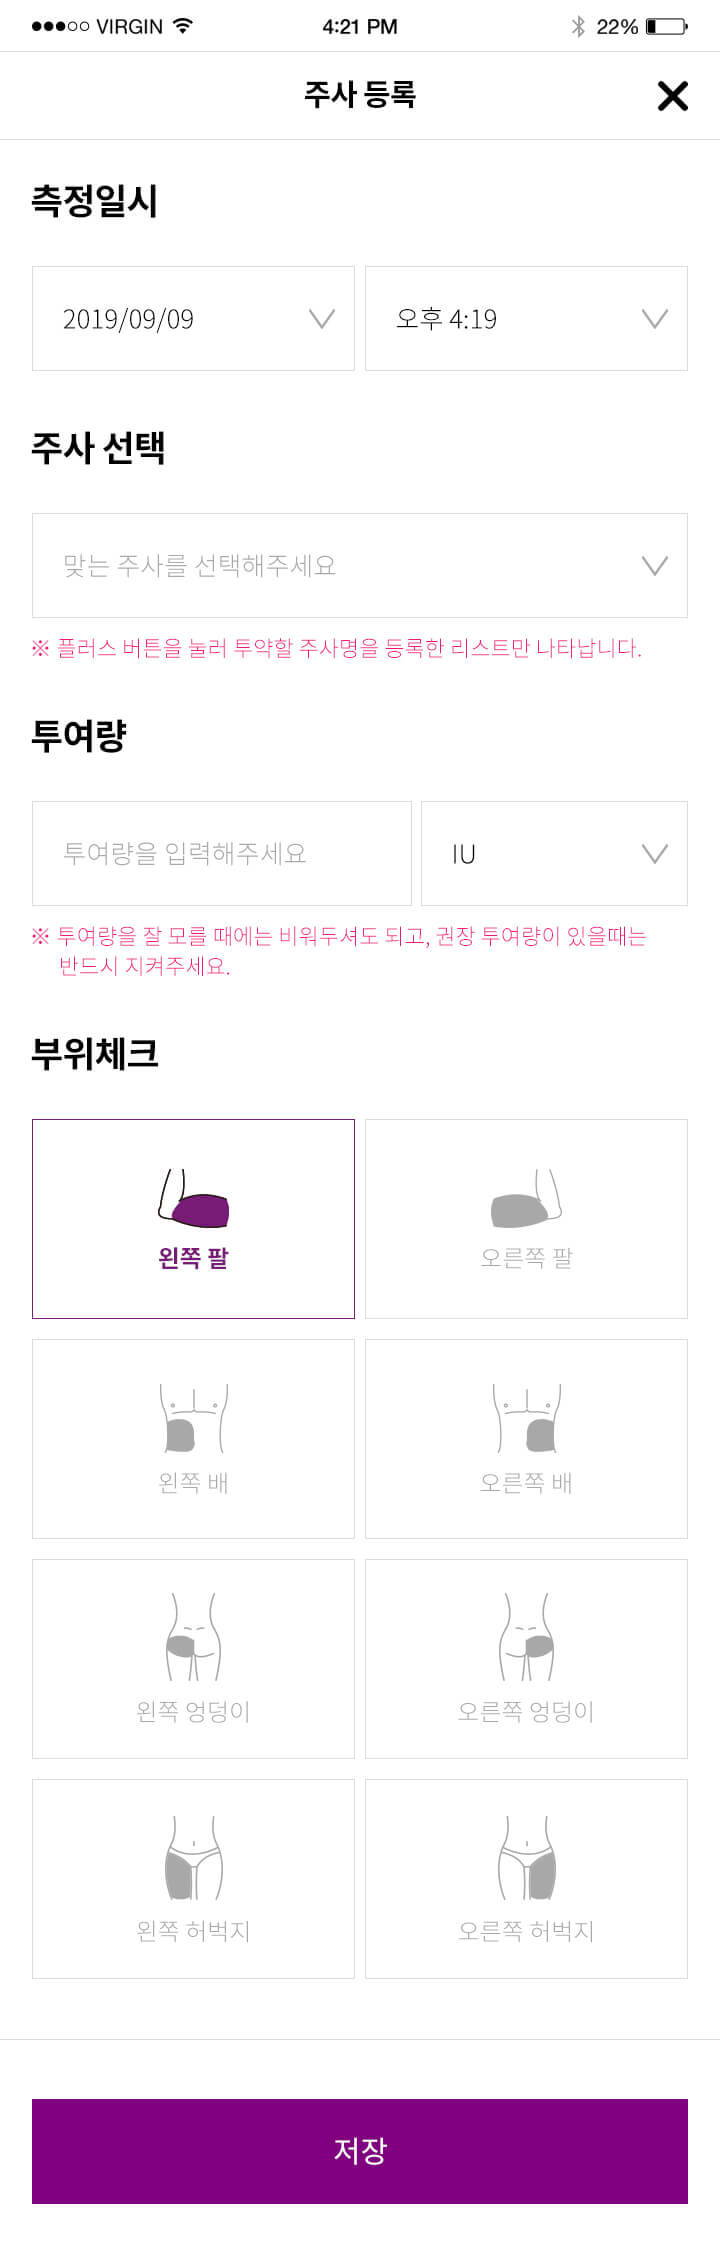 VIRGIN 4:21 PM 22%
주사 등록
측정일시
2019/09/09 오후 4:19
주사 선택
맞는 주사를 선택해주세요
※ 플러스 버튼을 눌러 투약할 주사명을 등록한 리스트만 나타납니다.
투여량
투여량을 입력해주세요 IU
※ 투여량을 잘 모를 때에는 비워두셔도 되고, 권장 투여량이 있을때는
반드시 지켜주세요.
부위체크
왼쪽 팔 오른쪽 팔
왼쪽 배 오른쪽 배
왼쪽 엉덩이 오른쪽 엉덩이
왼쪽 허벅지 오른쪽 허벅지
저장